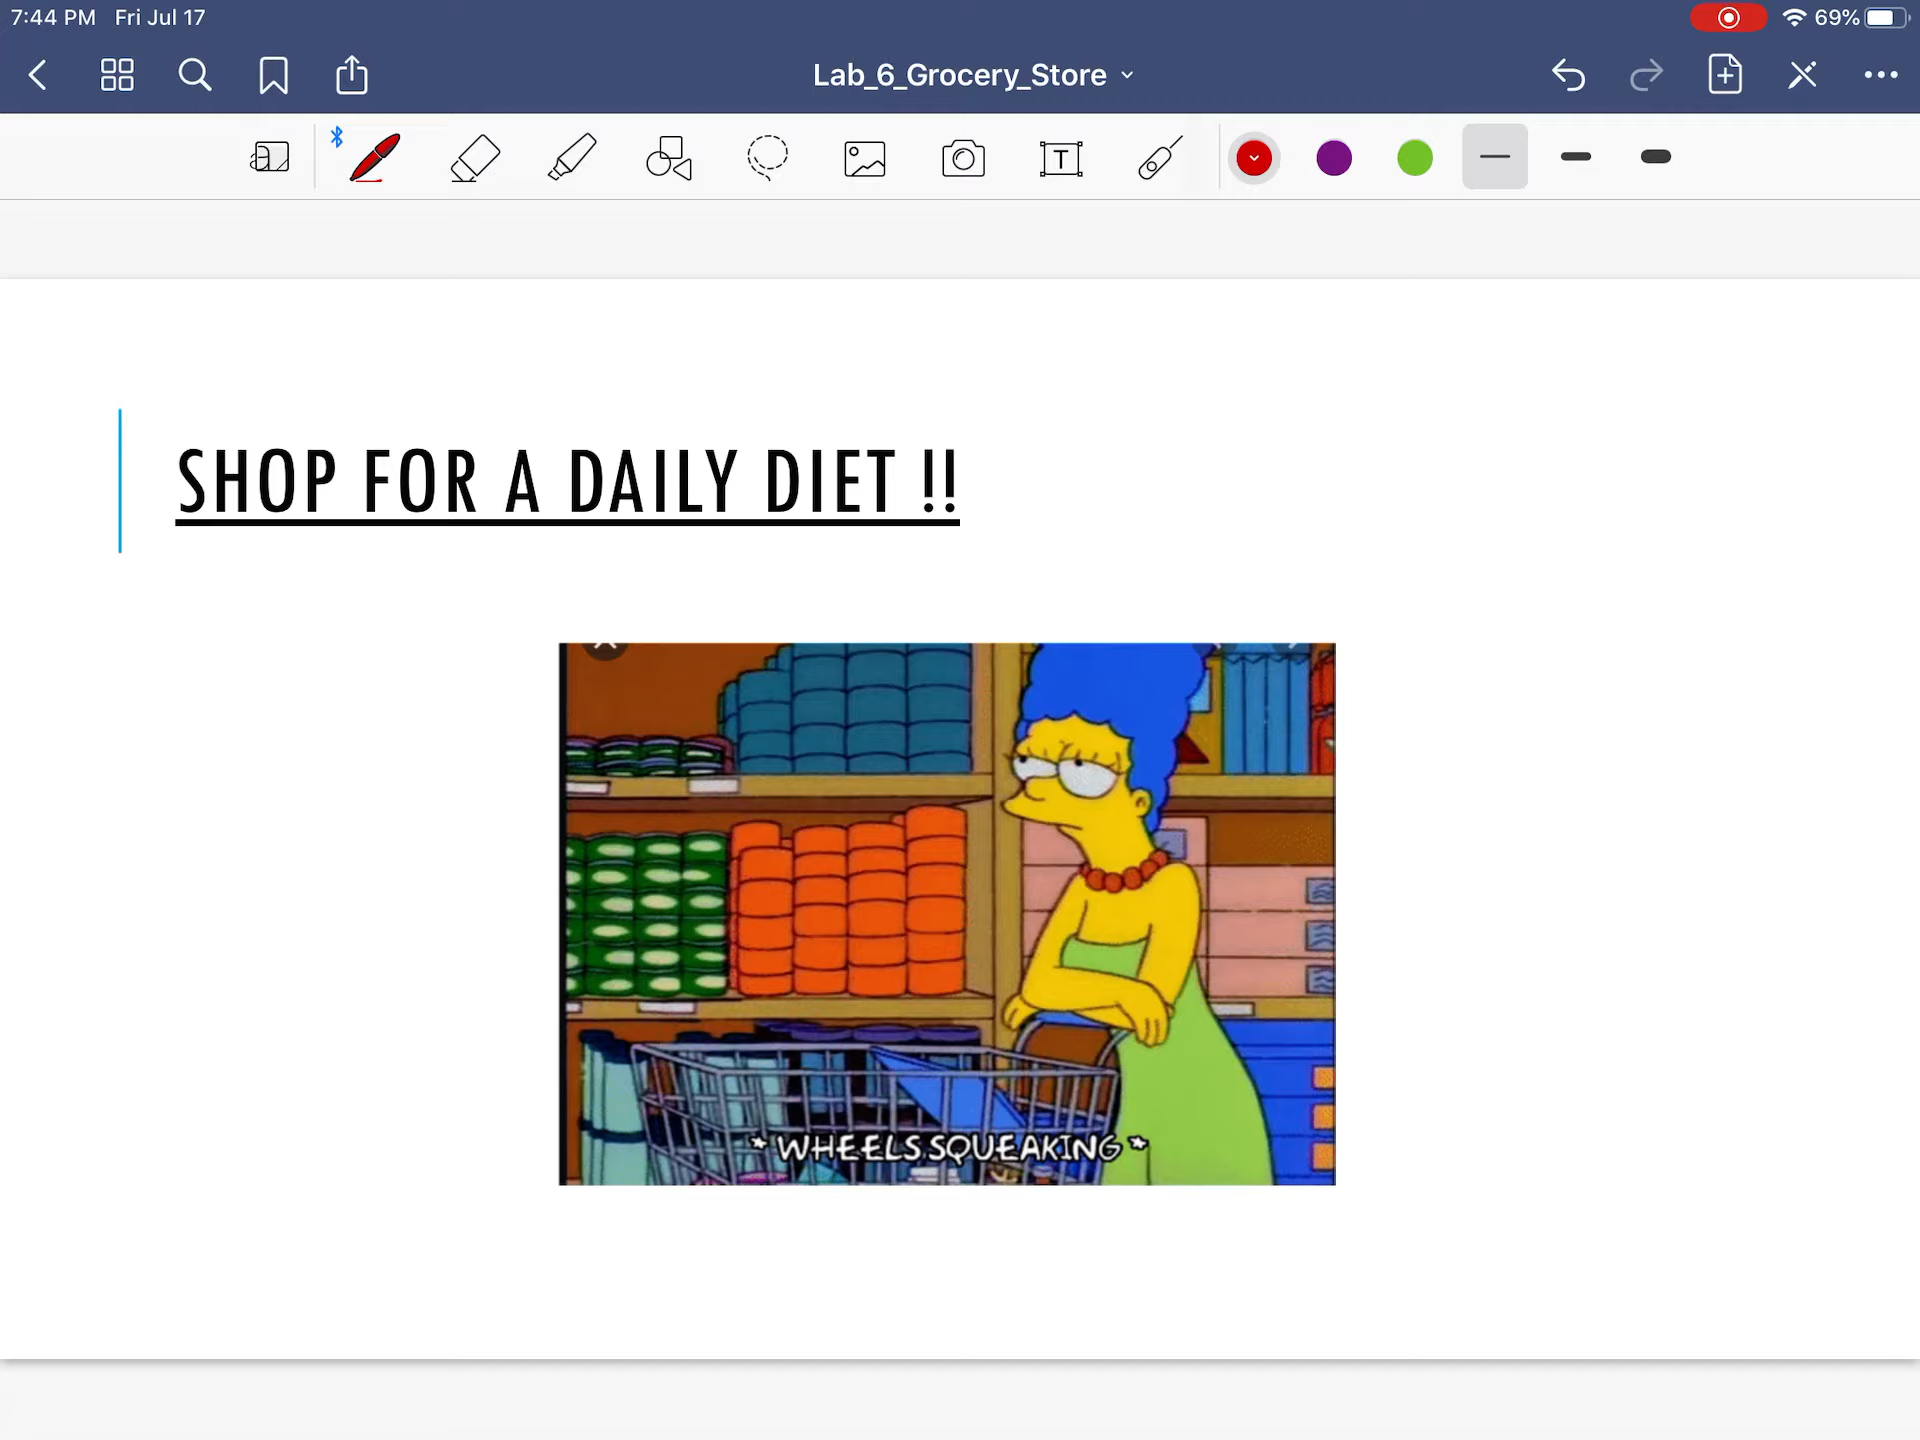 7:44 PM Fri Jul 17
69%
Lab_6_Grocery_Store
SHOP FOR A DAILY DIET !!
* WHEELS SQUEAKING *